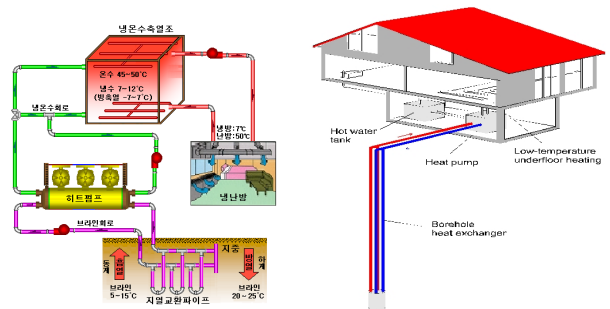 냉온수축열조
온수 45~50℃
냉수 7~12℃
(빙축열 -7~7℃)
냉온수회로
냉방:7℃
난방:50℃
냉난방
히트펌프
브라인회로
지중
동계
흡열
브라인
5~15℃
하계
방열
브라인
20~25℃
지열교환파이프
Hot water
tank
Heat pump
Low-temperature
underfloor heating
Borehole
heat exchanger